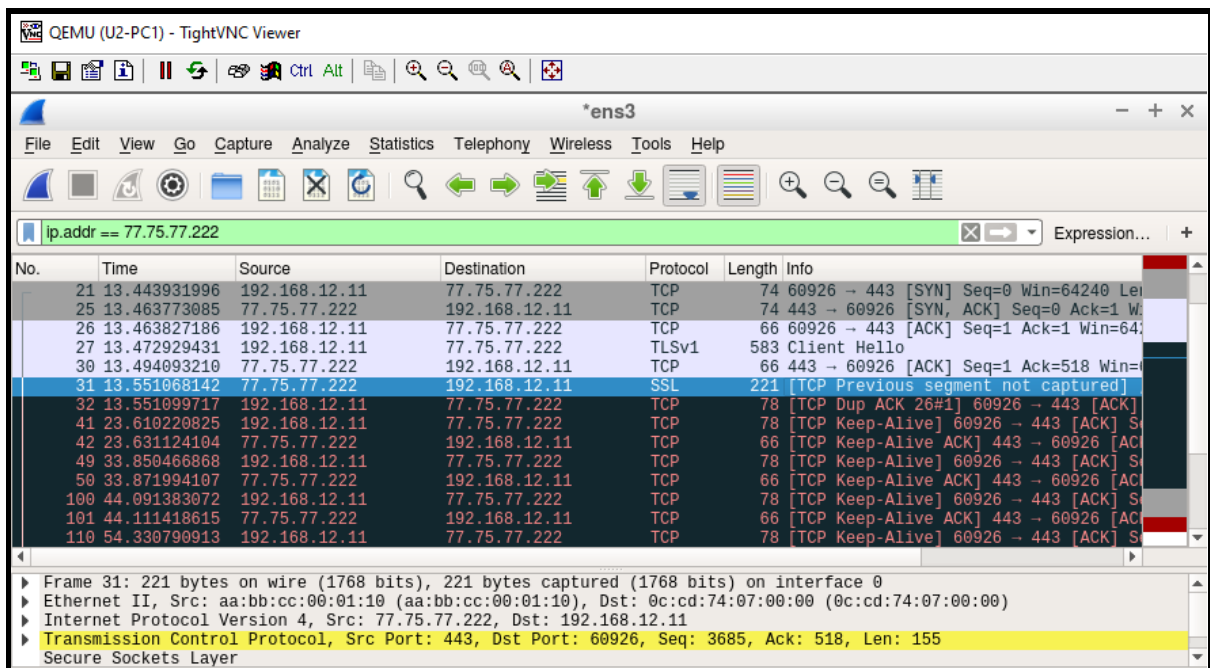 QEMU (U2-PC1) - TightVNC Viewer
Ctrl Alt
*ens3
File Edit View Go Capture Analyze Statistics Telephony Wireless Tools Help
ip.addr == 77.75.77.222 Expression... +
No. Time Source Destination Protocol Length Info
21 13.443931996 192.168.12.11 77.75.77.222 TCP 74 60926 → 443 [SYN] Seq=0 Win=64240 Len
25 13.463773085 77.75.77.222 192.168.12.11 TCP 74 443 → 60926 [SYN, ACK] Seq=0 Ack=1 W
26 13.463827186 192.168.12.11 77.75.77.222 TCP 66 60926 → 443 [ACK] Seq=1 Ack=1 Win=642
27 13.472929431 192.168.12.11 77.75.77.222 TLSv1 583 Client Hello
30 13.494093210 77.75.77.222 192.168.12.11 TCP 66 443 → 60926 [ACK] Seq=1 Ack=518 Win=
31 13.551068142 77.75.77.222 192.168.12.11 SSL 221 [TCP Previous segment not captured]
32 13.551099717 192.168.12.11 77.75.77.222 TCP 78 [TCP Dup ACK 26#1] 60926 → 443 [ACK]
41 23.610220825 192.168.12.11 77.75.77.222 TCP 78 [TCP Keep-Alive] 60926 → 443 [ACK] S
42 23.631124104 77.75.77.222 192.168.12.11 TCP 66 [TCP Keep-Alive ACK] 443 → 60926 [AC
49 33.850466868 192.168.12.11 77.75.77.222 TCP 78 [TCP Keep-Alive] 60926 → 443 [ACK] S
50 33.871994107 77.75.77.222 192.168.12.11 TCP 66 [TCP Keep-Alive ACK] 443 → 60926 [AC
100 44.091383072 192.168.12.11 77.75.77.222 TCP 78 [TCP Keep-Alive] 60926 → 443 [ACK] S
101 44.111418615 77.75.77.222 192.168.12.11 TCP 66 [TCP Keep-Alive ACK] 443 → 60926 [AC
110 54.330790913 192.168.12.11 77.75.77.222 TCP 78 [TCP Keep-Alive] 60926 → 443 [ACK] S
Frame 31: 221 bytes on wire (1768 bits), 221 bytes captured (1768 bits) on interface 0
Ethernet II, Src: aa:bb:cc:00:01:10 (aa:bb:cc:00:01:10), Dst: 0c:cd:74:07:00:00 (0c:cd:74:07:00:00)
Internet Protocol Version 4, Src: 77.75.77.222, Dst: 192.168.12.11
Transmission Control Protocol, Src Port: 443, Dst Port: 60926, Seq: 3685, Ack: 518, Len: 155
Secure Sockets Layer